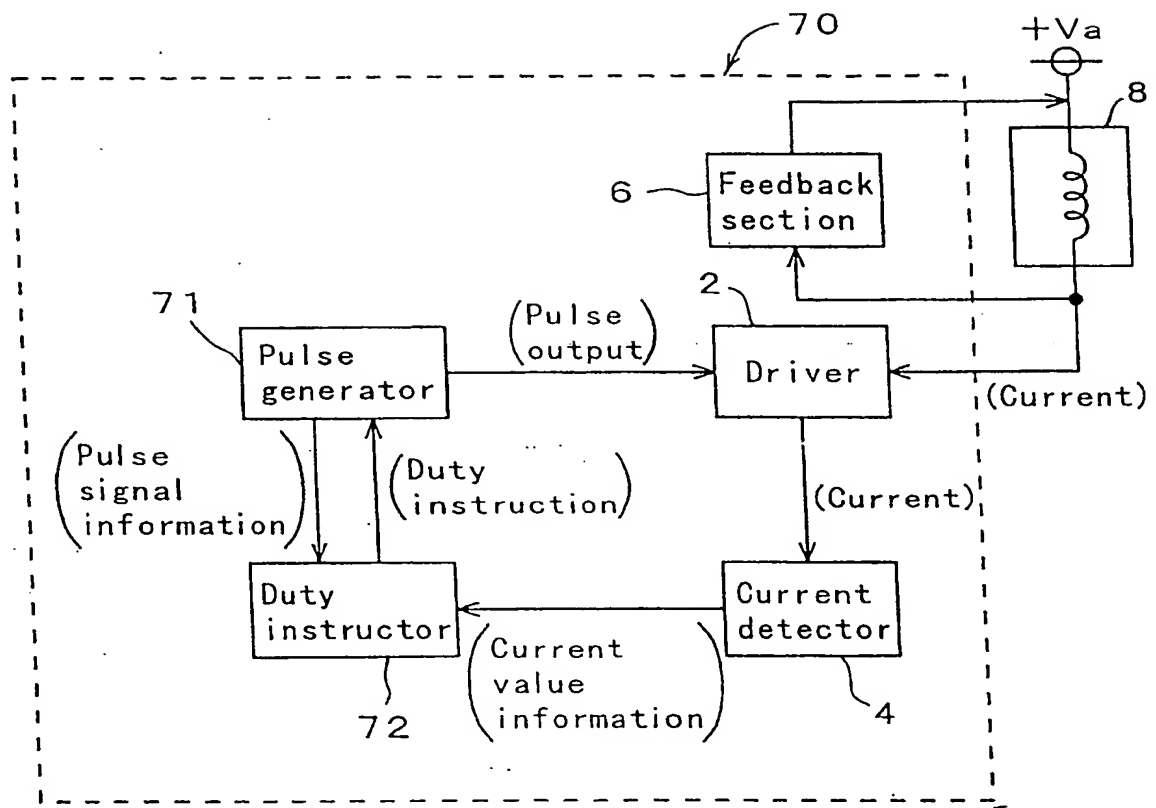 70
+Va
8
6
Feedback
section
71
2
Pulse
generator
(Pulse
output)
Driver
(Current)
(Pulse
signal
information)
(Duty
instruction)
(Current)
Duty
instructor
Current
detector
72
(Current
value
information)
4